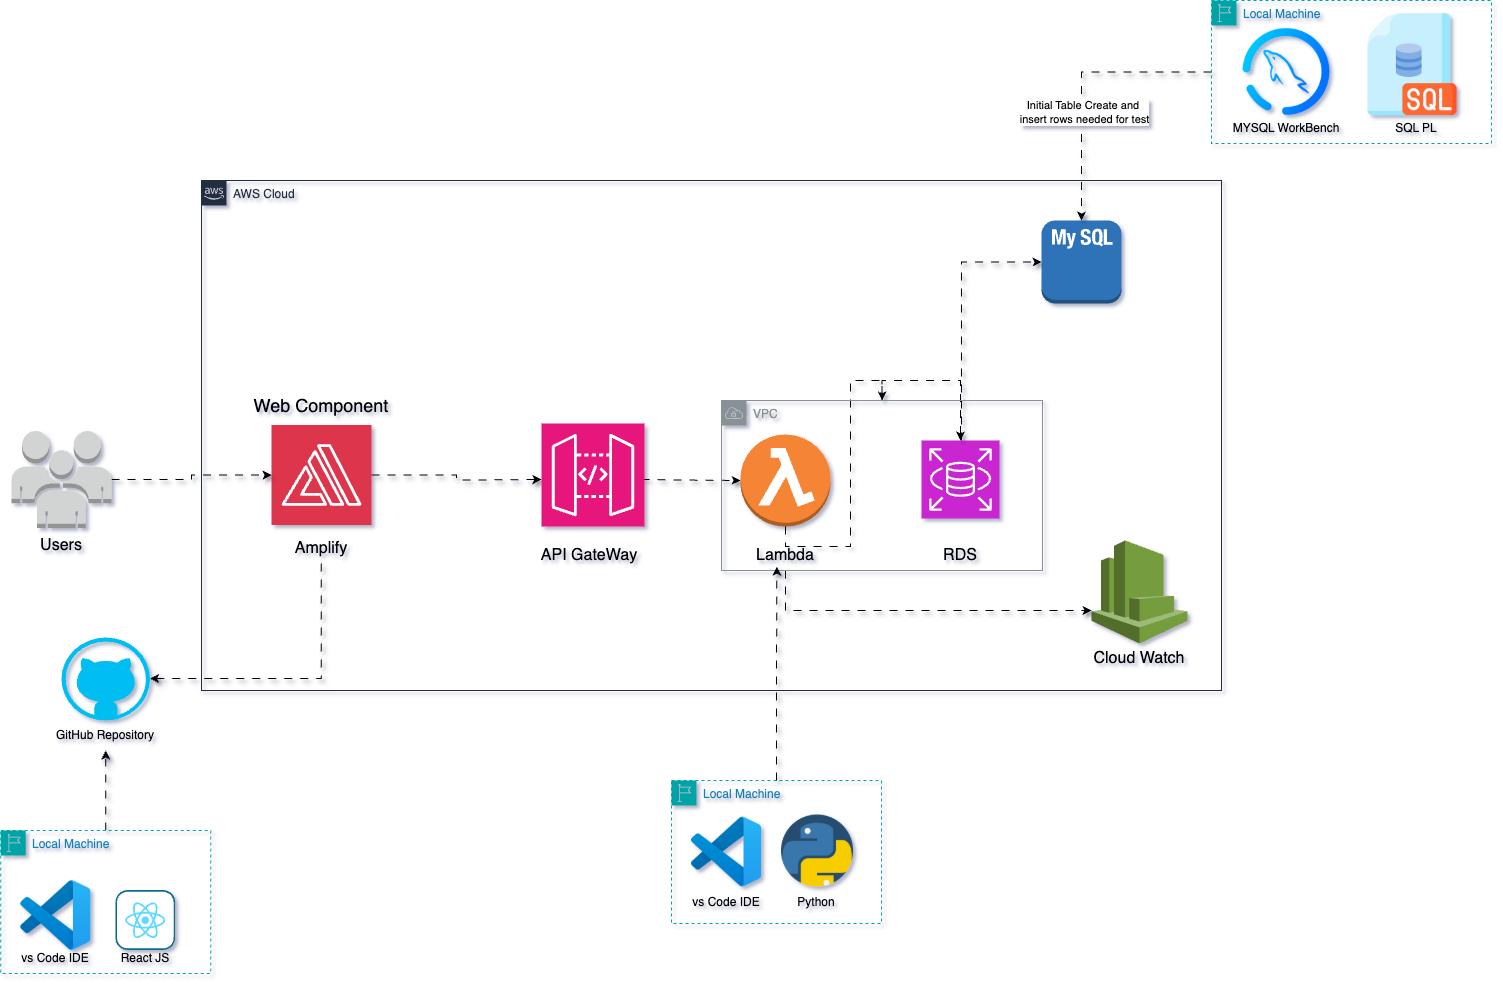 Local Machine
SQL
MYSQL WorkBench
SQL PL
Initial Table Create and
insert rows needed for test
aws
AWS Cloud
My SQL
Web Component
VPC
</>
Users
Amplify
API GateWay
Lambda
RDS
Cloud Watch
GitHub Repository
Local Machine
vs Code IDE
Python
Local Machine
vs Code IDE
React JS